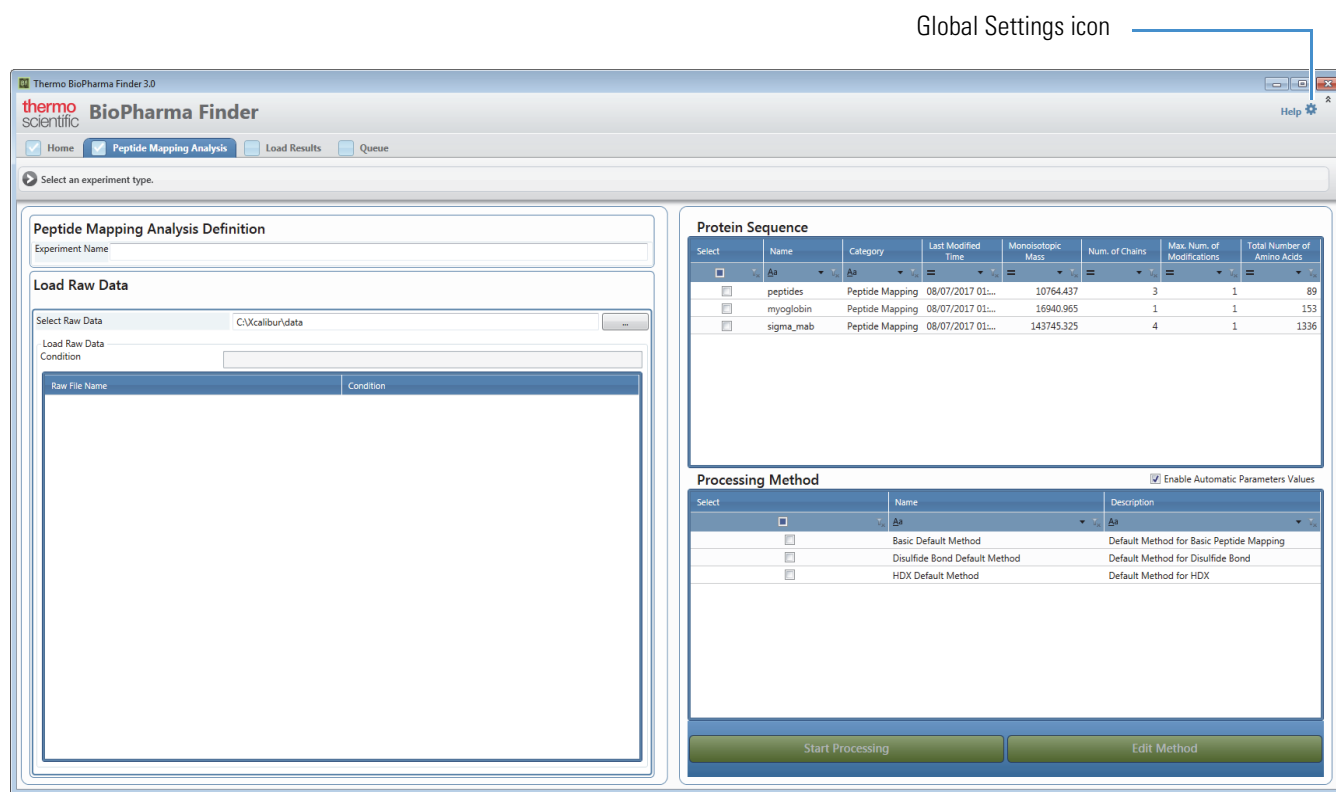 Global Settings icon
Thermo BioPharma Finder 3.0
thermo scientific BioPharma Finder
Help
Home Peptide Mapping Analysis Load Results Queue
Select an experiment type.
Peptide Mapping Analysis Definition
Experiment Name
Load Raw Data
Select Raw Data C:\Xcalibur\data ...
Load Raw Data
Condition
Raw File Name Condition
Protein Sequence
Select Name Category Last Modified Time Monoisotopic Mass Num. of Chains Max. Num. of Modifications Total Number of Amino Acids
Aa Aa = = = = =
peptides Peptide Mapping 08/07/2017 01:... 10764.437 3 1 89
myoglobin Peptide Mapping 08/07/2017 01:... 16940.965 1 1 153
sigma_mab Peptide Mapping 08/07/2017 01:... 143745.325 4 1 1336
Processing Method Enable Automatic Parameters Values
Select Name Description
Aa Aa
Basic Default Method Default Method for Basic Peptide Mapping
Disulfide Bond Default Method Default Method for Disulfide Bond
HDX Default Method Default Method for HDX
Start Processing Edit Method